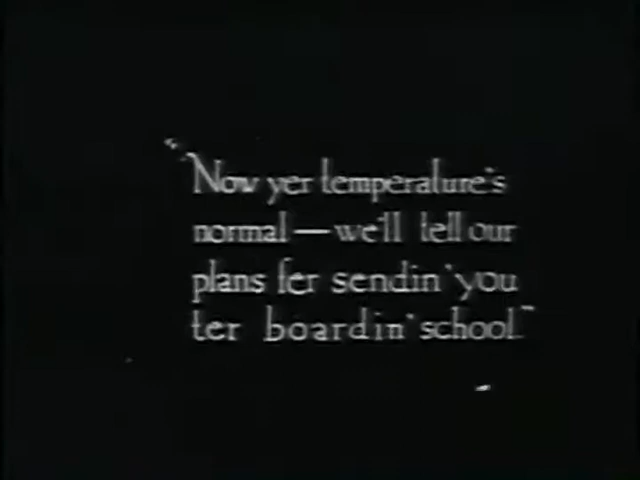 "Now yer temperature's
normal—we'll tell our
plans fer sendin' you
ter boardin' school."